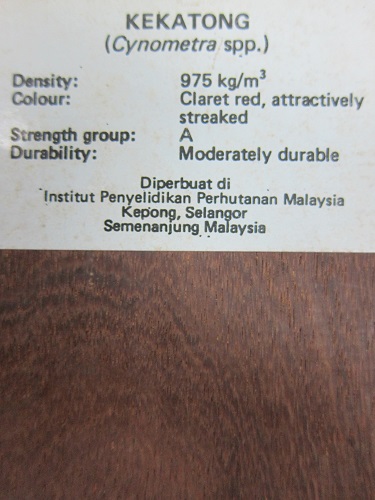 KEKATONG
(Cynometra spp.)
Density: 975 kg/m³
Colour: Claret red, attractively
streaked
Strength group: A
Durability: Moderately durable
Diperbuat di
Institut Penyelidikan Perhutanan Malaysia
Kepong, Selangor
Semenanjung Malaysia